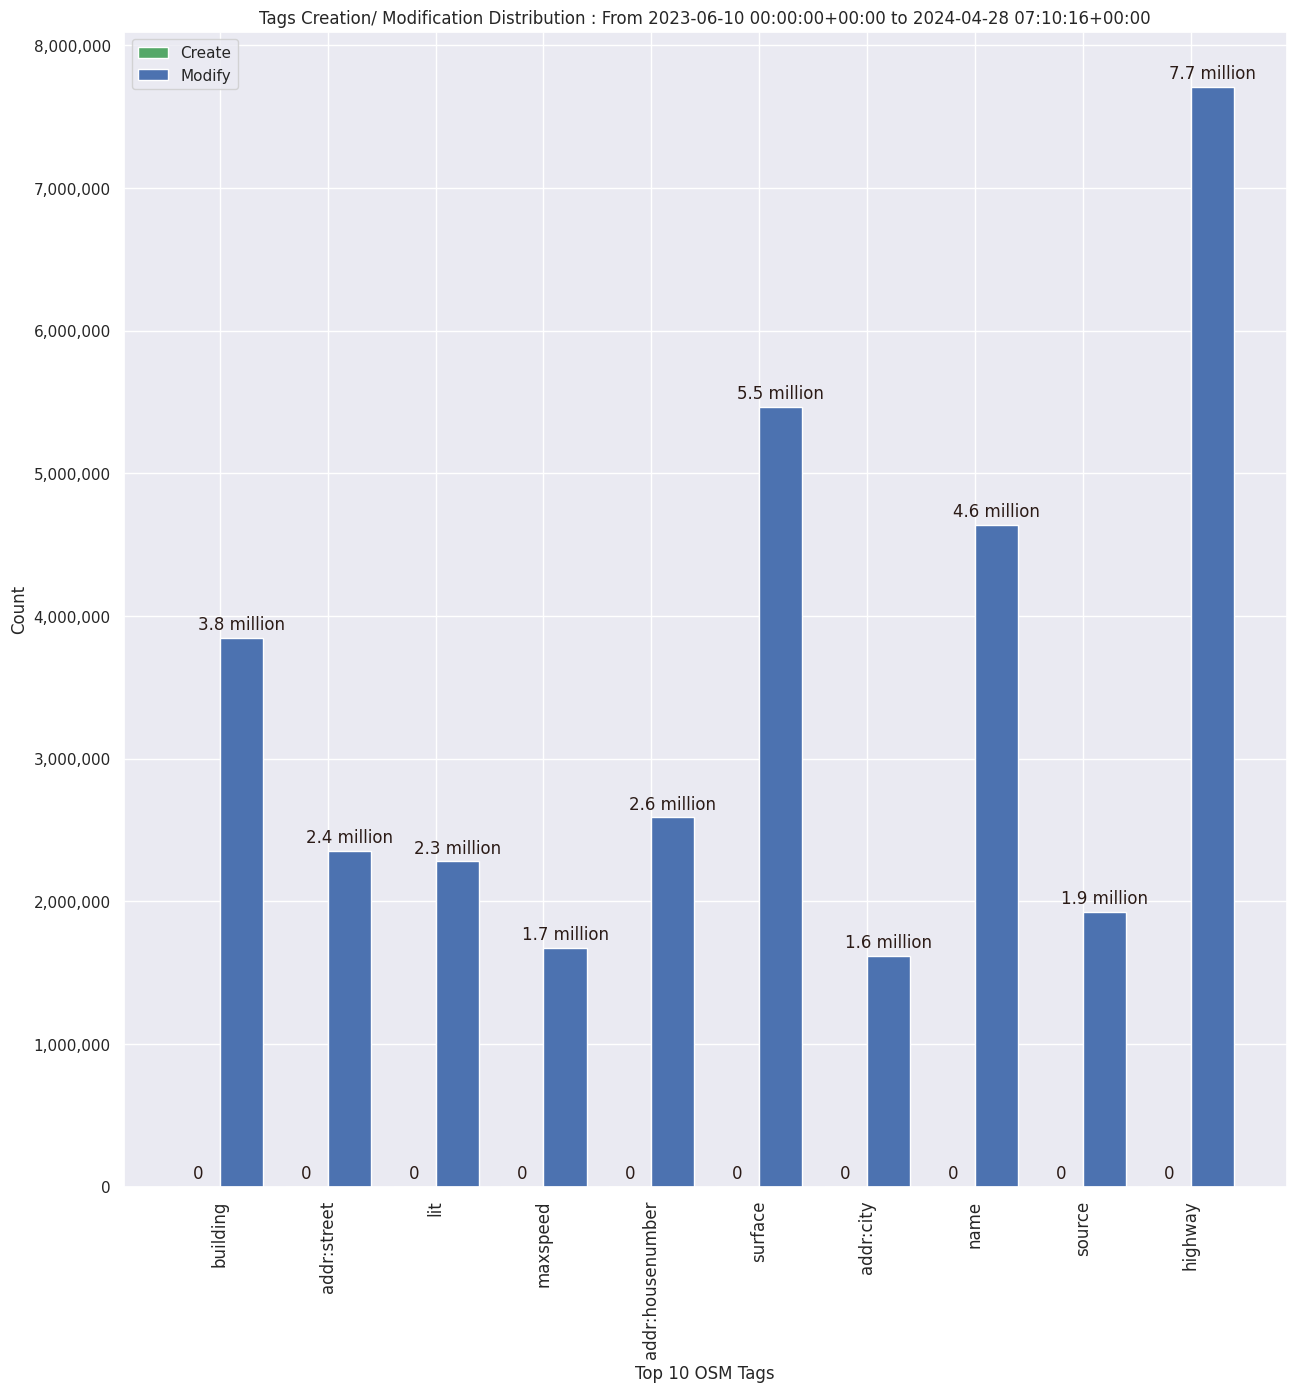 Tags Creation/ Modification Distribution : From 2023-06-10 00:00:00+00:00 to 2024-04-28 07:10:16+00:00
Create
Modify
8,000,000
7,000,000
6,000,000
5,000,000
4,000,000
3,000,000
2,000,000
1,000,000
0
Count
3.8 million
2.4 million
2.3 million
1.7 million
2.6 million
5.5 million
1.6 million
4.6 million
1.9 million
7.7 million
0
0
0
0
0
0
0
0
0
0
building
addr:street
lit
maxspeed
addr:housenumber
surface
addr:city
name
source
highway
Top 10 OSM Tags